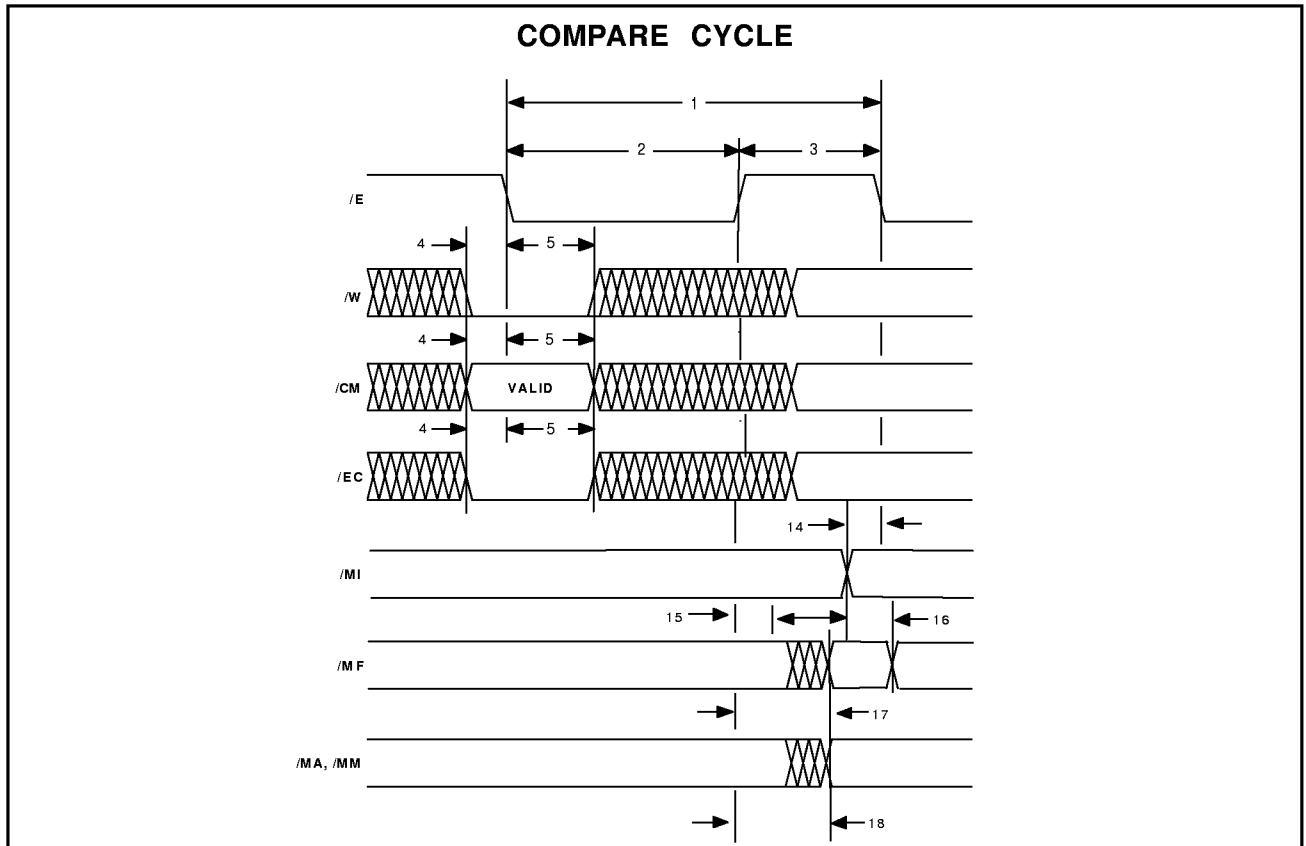 COMPARE CYCLE
1
2 3
/E
4 5
/W
4 5
/CM VALID
4 5
/EC
14
/MI
15 16
/MF
17
/MA, /MM
18